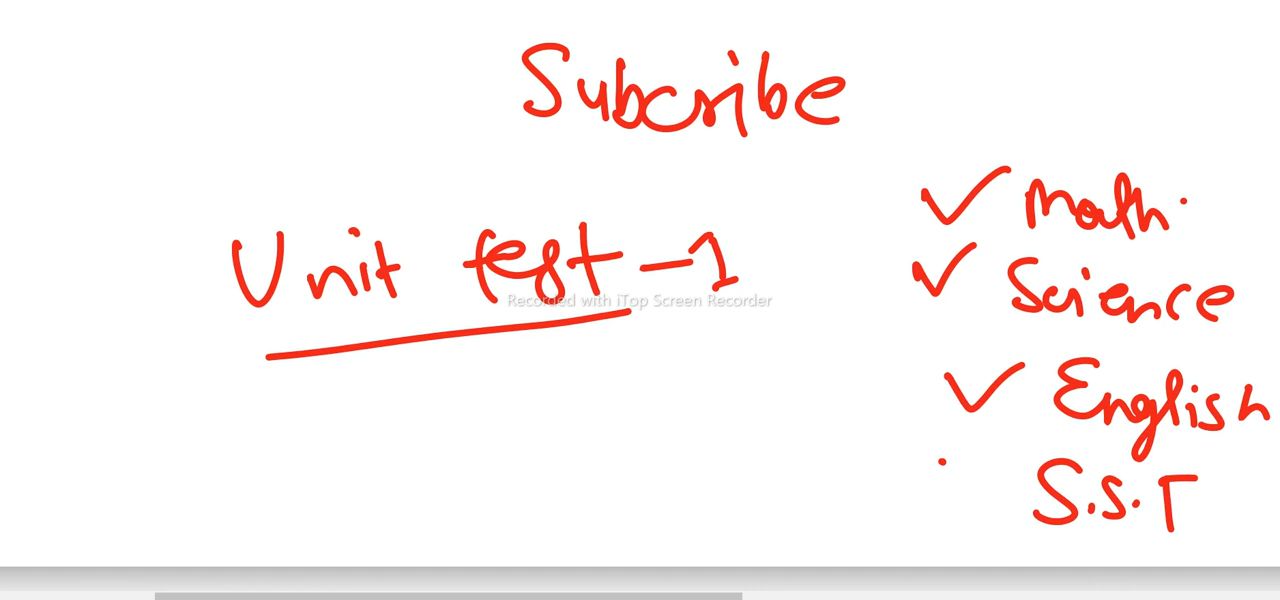 Subcribe
Unit test -1
✓ Math.
✓ Science
✓ English
S.S.T
Recorded with iTop Screen Recorder